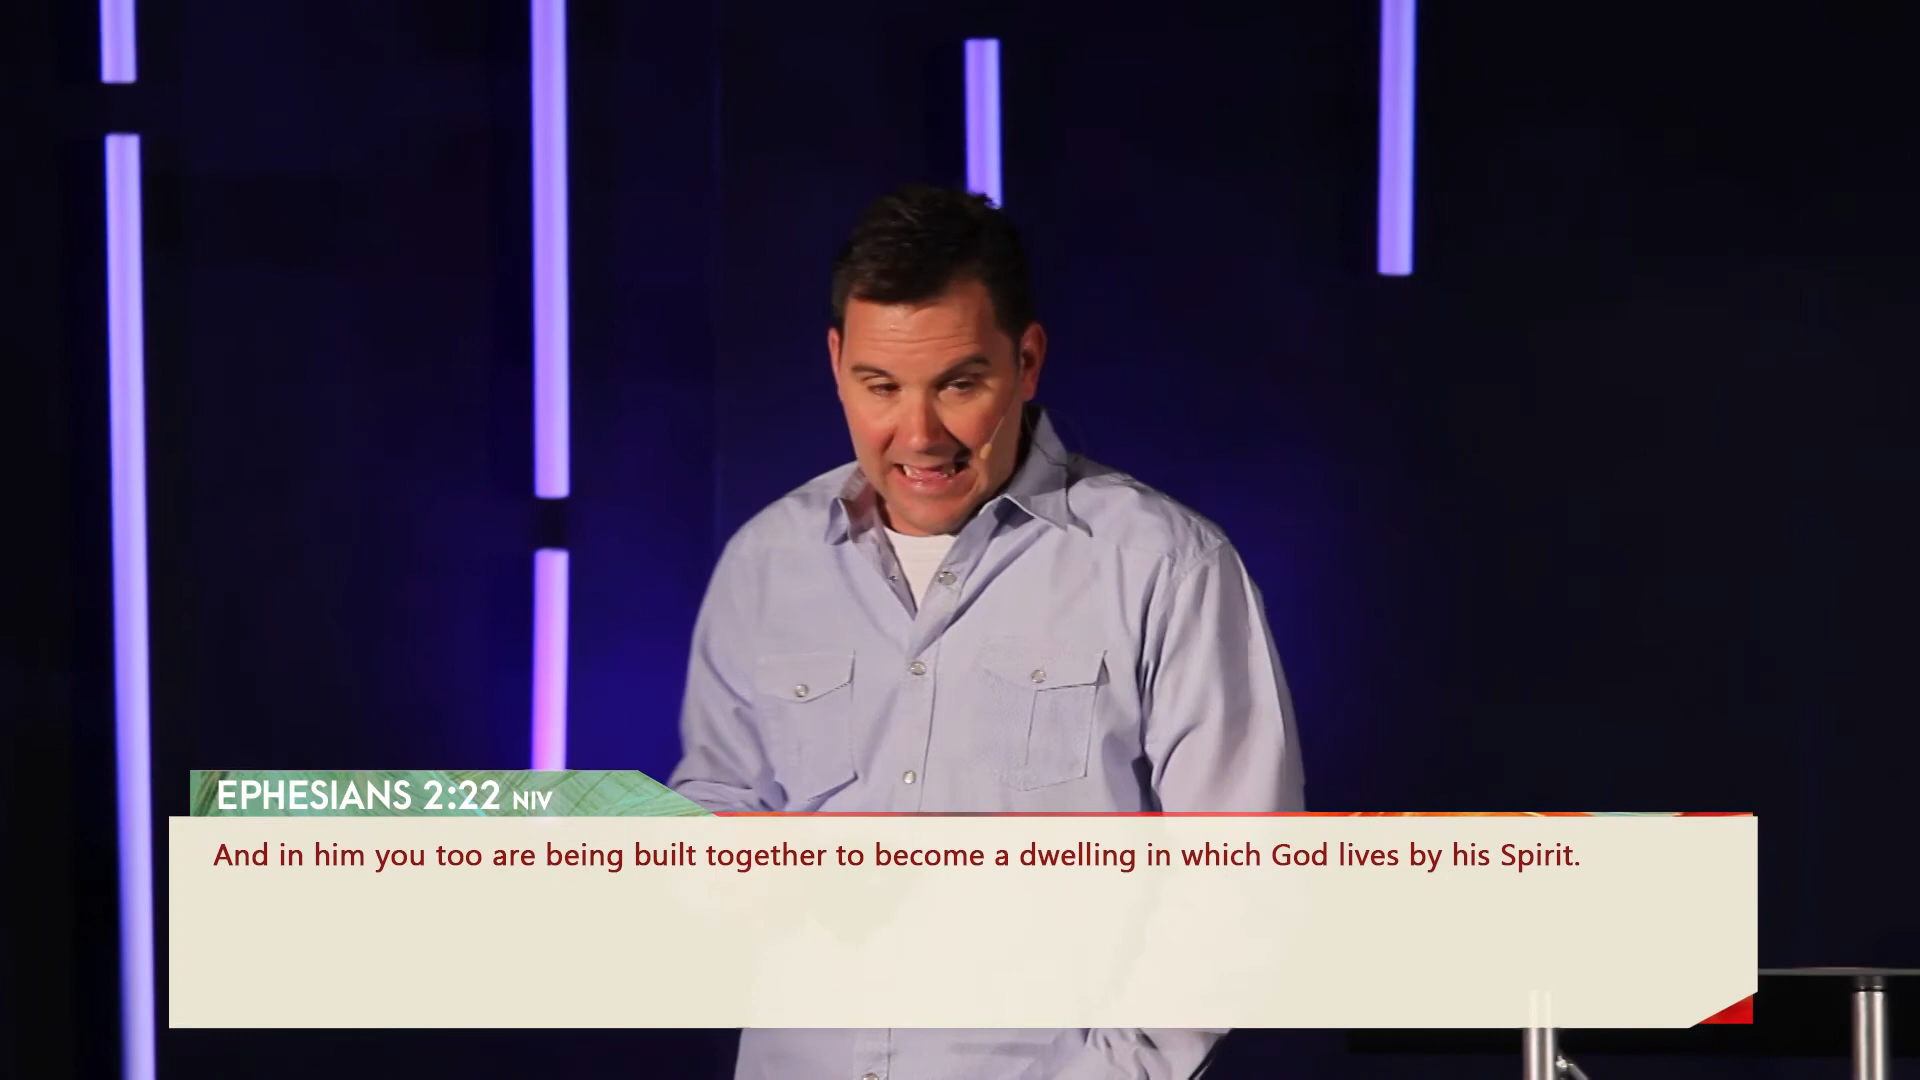 EPHESIANS 2:22 NIV
And in him you too are being built together to become a dwelling in which God lives by his Spirit.